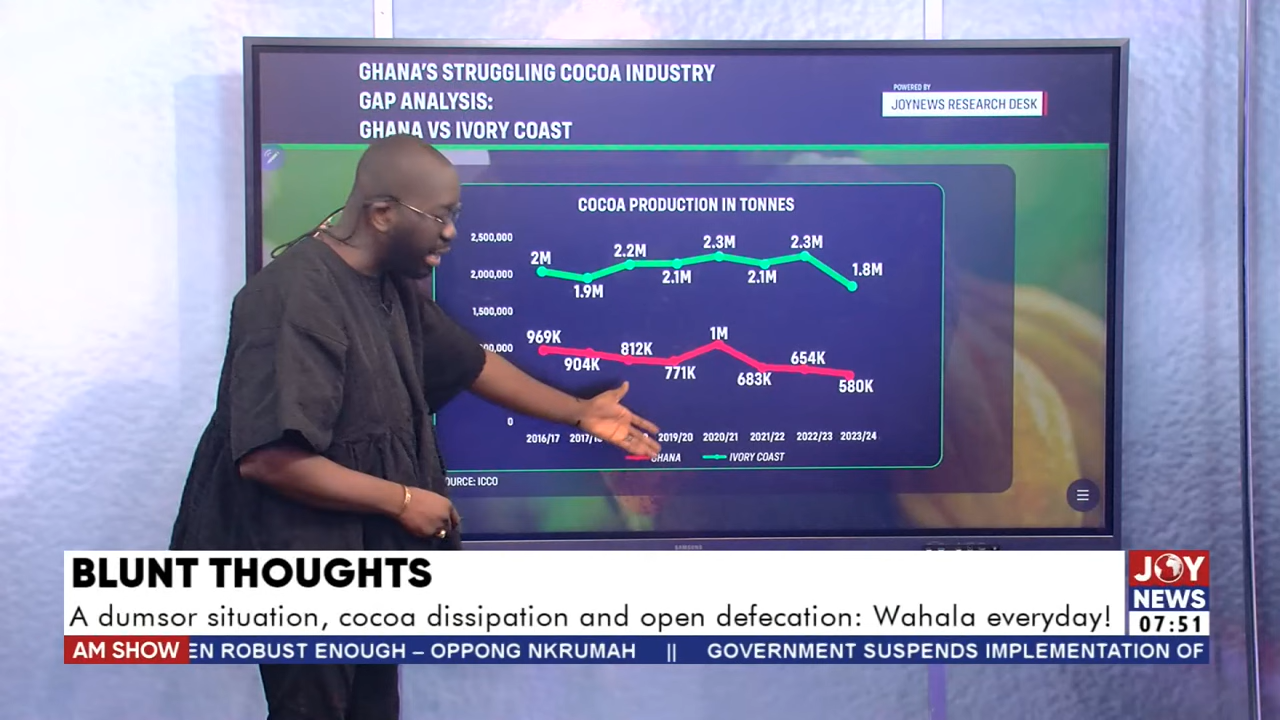 GHANA'S STRUGGLING COCOA INDUSTRY
GAP ANALYSIS:
GHANA VS IVORY COAST
POWERED BY
JOYNEWS RESEARCH DESK
COCOA PRODUCTION IN TONNES
2,500,000
2,000,000
1,500,000
0
2M
1.9M
2.2M
2.1M
2.3M
2.1M
2.3M
1.8M
969K
904K
812K
771K
1M
683K
654K
580K
2016/17 2019/20 2020/21 2021/22 2022/23 2023/24
GHANA IVORY COAST
ICCO
SAMSUNG
BLUNT THOUGHTS
A dumsor situation, cocoa dissipation and open defecation: Wahala everyday!
JOY
NEWS
07:51
AM SHOW EN ROBUST ENOUGH – OPPONG NKRUMAH || GOVERNMENT SUSPENDS IMPLEMENTATION OF